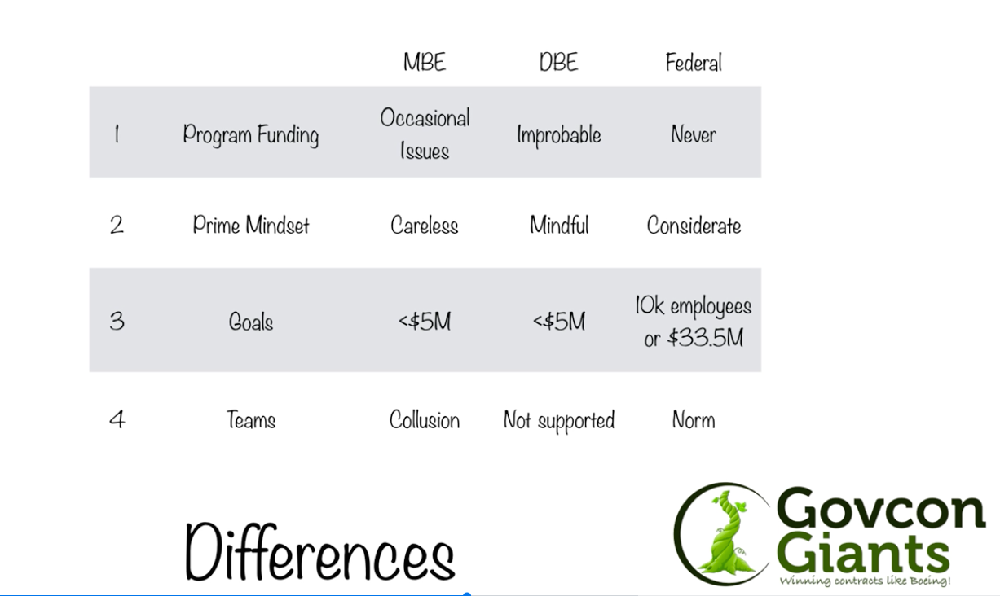 MBE DBE Federal
1 Program Funding Occasional Issues Improbable Never
2 Prime Mindset Careless Mindful Considerate
3 Goals <$5M <$5M 10k employees or $33.5M
4 Teams Collusion Not supported Norm
Differences
Govcon
Giants
Winning contracts like Boeing!